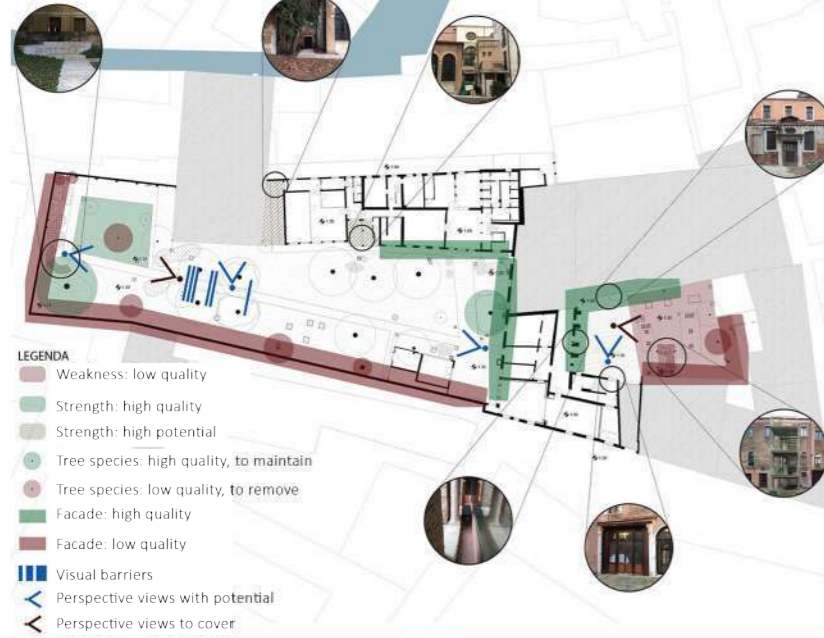 LEGENDA
Weakness: low quality
Strength: high quality
Strength: high potential
Tree species: high quality, to maintain
Tree species: low quality, to remove
Facade: high quality
Facade: low quality
Visual barriers
Perspective views with potential
Perspective views to cover